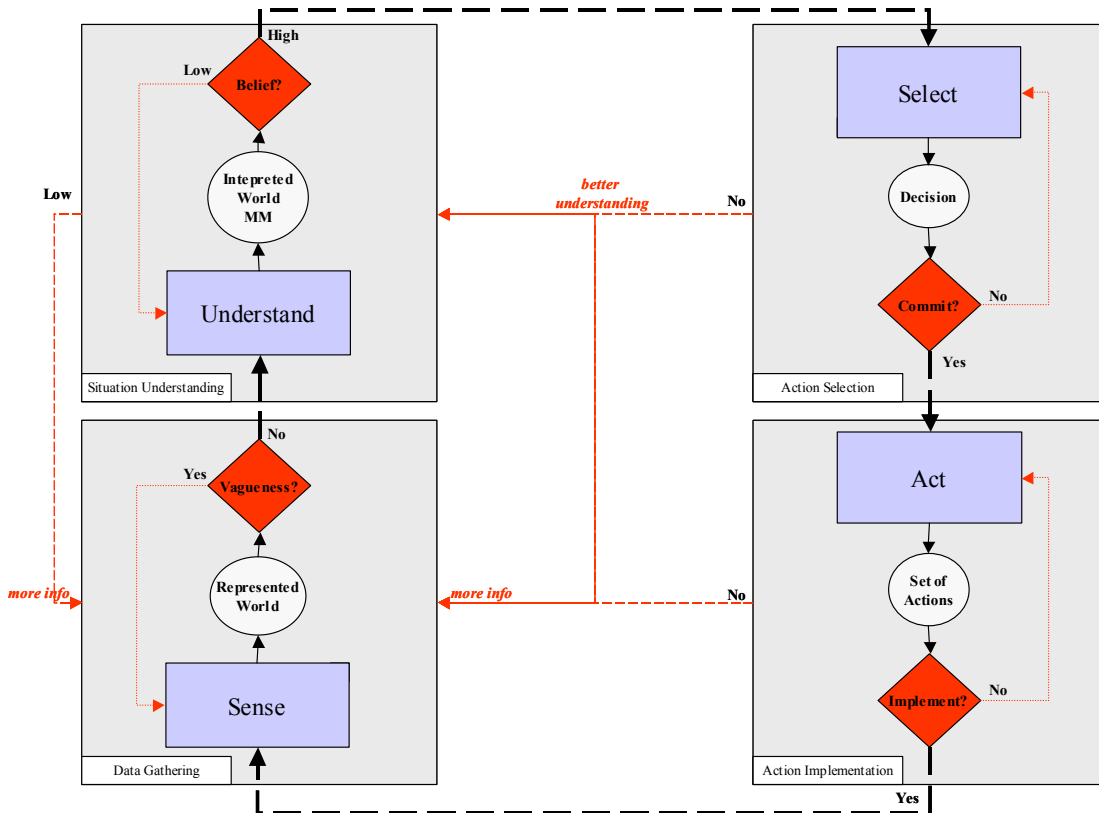 High
Low
Belief?
Intepreted
World
MM
Understand
Situation Understanding
Low
better
understanding
No
Select
Decision
Commit?
No
Yes
Action Selection
No
Yes
Vagueness?
Represented
World
Sense
Data Gathering
more info
more info
No
Act
Set of
Actions
Implement?
No
Action Implementation
Yes